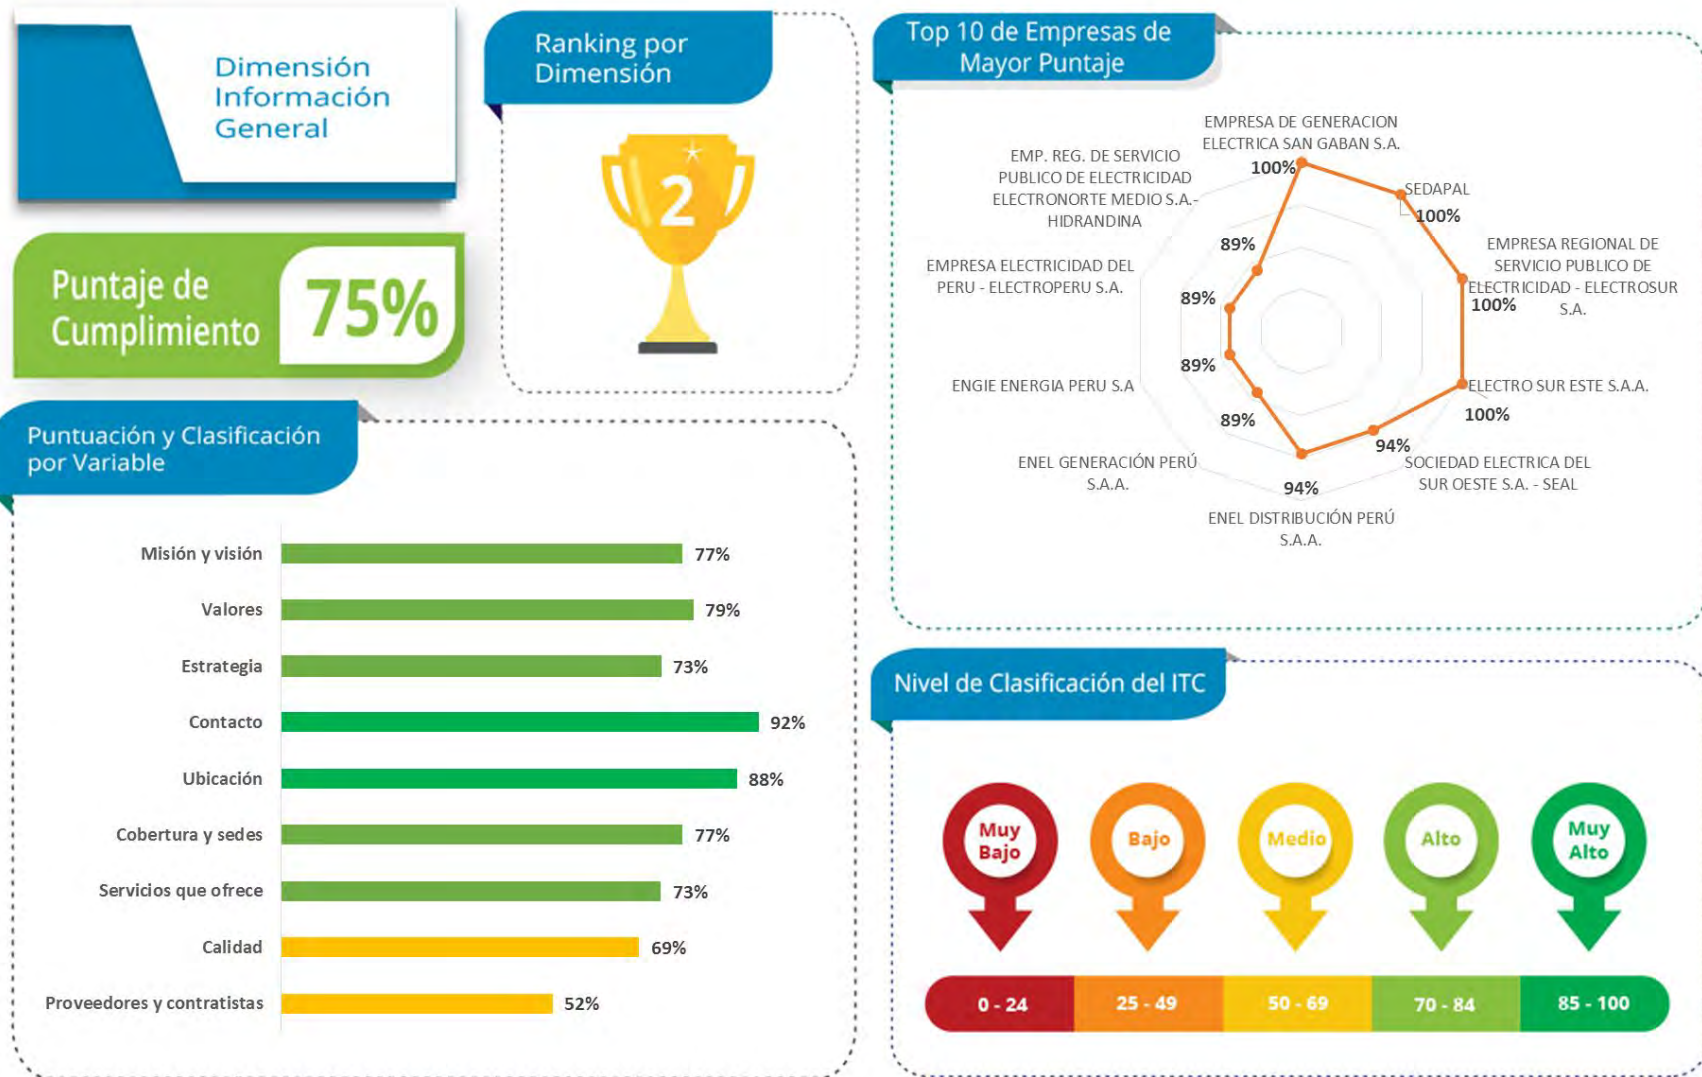 Dimensión
Información
General
Puntaje de
Cumplimiento
75%
Ranking por
Dimensión
2
Puntuación y Clasificación
por Variable
Misión y visión 77%
Valores 79%
Estrategia 73%
Contacto 92%
Ubicación 88%
Cobertura y sedes 77%
Servicios que ofrece 73%
Calidad 69%
Proveedores y contratistas 52%
Top 10 de Empresas de
Mayor Puntaje
EMPRESA DE GENERACION
ELECTRICA SAN GABAN S.A.
100%
SEDAPAL
100%
EMPRESA REGIONAL DE
SERVICIO PUBLICO DE
ELECTRICIDAD - ELECTROSUR
S.A.
100%
ELECTRO SUR ESTE S.A.A.
100%
SOCIEDAD ELECTRICA DEL
SUR OESTE S.A. - SEAL
94%
ENEL DISTRIBUCIÓN PERÚ
S.A.A.
94%
ENEL GENERACIÓN PERÚ
S.A.A.
89%
ENGIE ENERGIA PERU S.A
89%
EMPRESA ELECTRICIDAD DEL
PERU - ELECTROPERU S.A.
89%
EMP. REG. DE SERVICIO
PUBLICO DE ELECTRICIDAD
ELECTRONORTE MEDIO S.A.-
HIDRANDINA
89%
Nivel de Clasificación del ITC
Muy
Bajo
Bajo
Medio
Alto
Muy
Alto
0 - 24
25 - 49
50 - 69
70 - 84
85 - 100